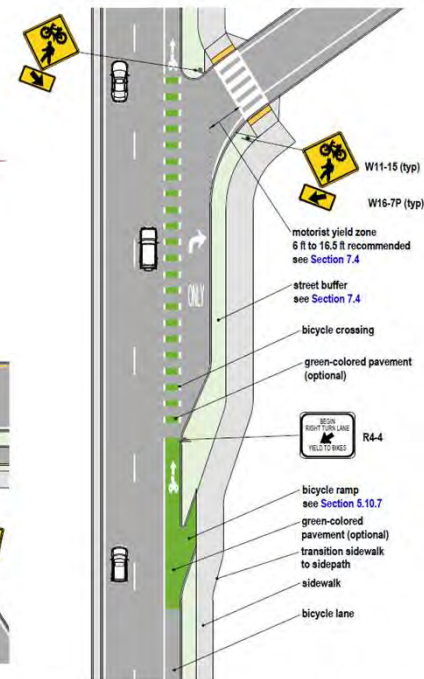 W11-15 (typ)
W16-7P (typ)
motorist yield zone
6 ft to 16.5 ft recommended
see Section 7.4
street buffer
see Section 7.4
ONLY
bicycle crossing
green-colored pavement
(optional)
BEGIN
RIGHT TURN LANE
YIELD TO BIKES
R4-4
bicycle ramp
see Section 5.10.7
green-colored
pavement (optional)
transition sidewalk
to sidepath
sidewalk
bicycle lane